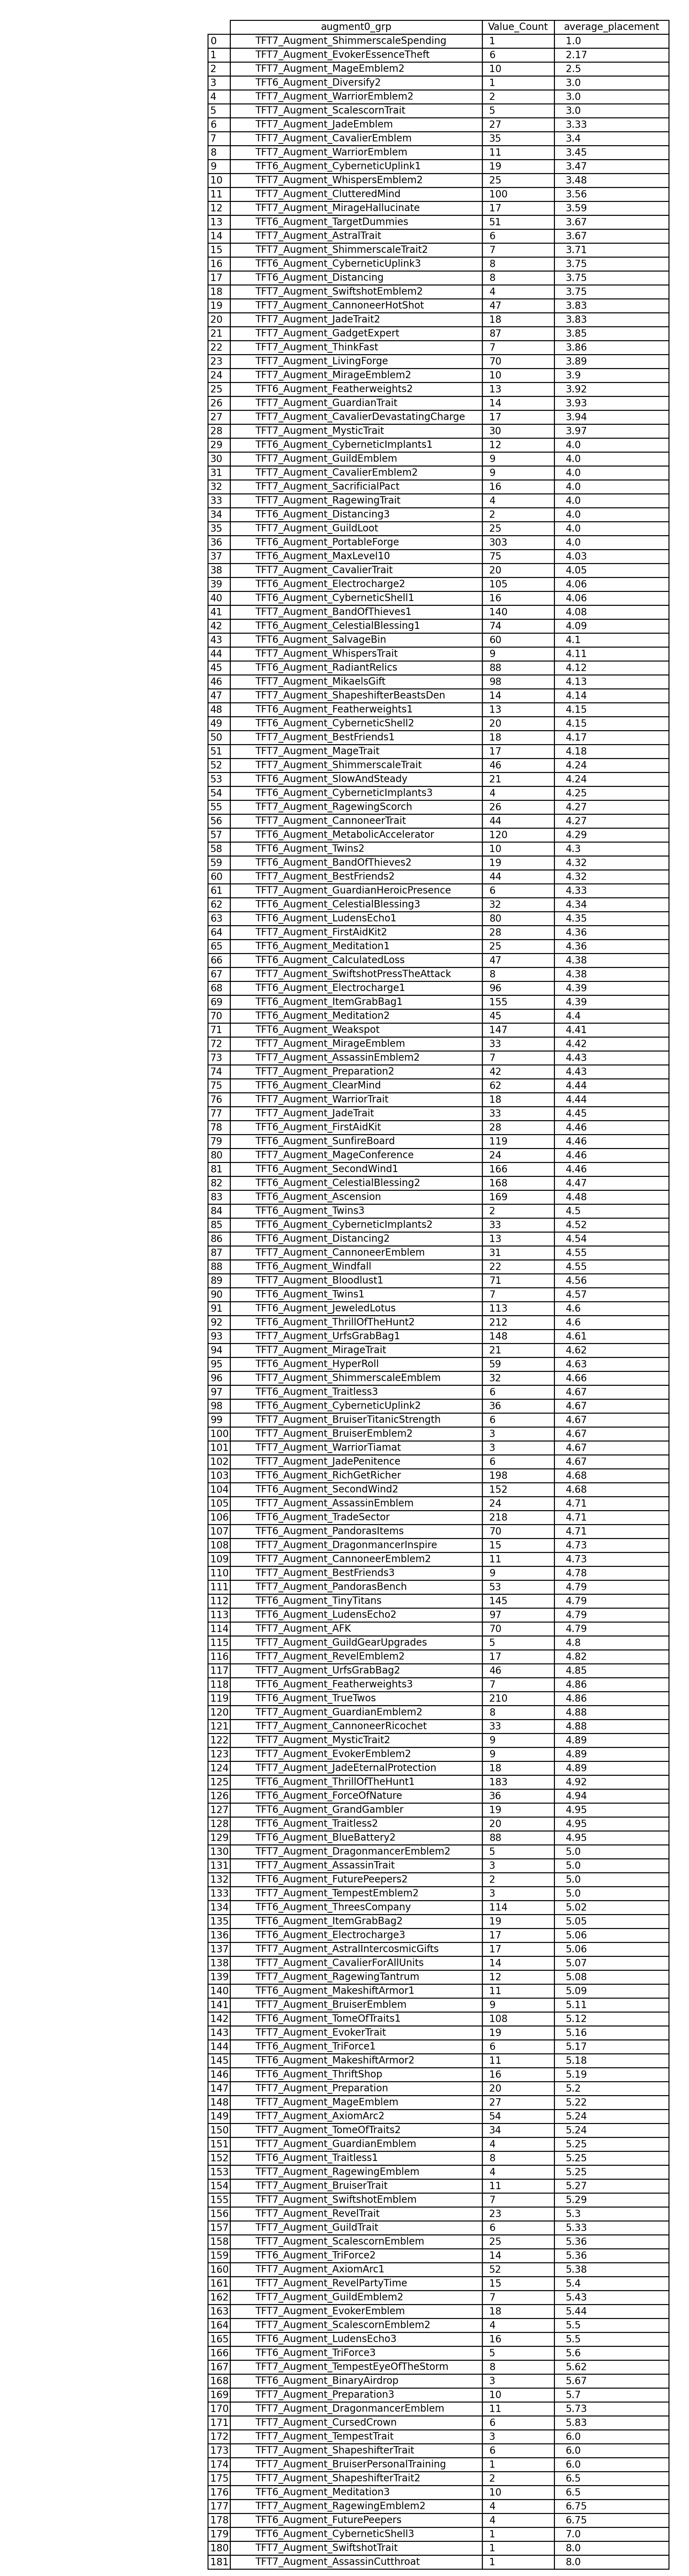 augment0_grp Value_Count average_placement
0 TFT7_Augment_ShimmerscaleSpending 1 1.0
1 TFT7_Augment_EvokerEssenceTheft 6 2.17
2 TFT7_Augment_MageEmblem2 10 2.5
3 TFT6_Augment_Diversify2 1 3.0
4 TFT7_Augment_WarriorEmblem2 2 3.0
5 TFT7_Augment_ScalescornTrait 5 3.0
6 TFT7_Augment_JadeEmblem 27 3.33
7 TFT7_Augment_CavalierEmblem 35 3.4
8 TFT7_Augment_WarriorEmblem 11 3.45
9 TFT6_Augment_CyberneticUplink1 19 3.47
10 TFT7_Augment_WhispersEmblem2 25 3.48
11 TFT7_Augment_ClutteredMind 100 3.56
12 TFT7_Augment_MirageHallucinate 17 3.59
13 TFT6_Augment_TargetDummies 51 3.67
14 TFT7_Augment_AstralTrait 6 3.67
15 TFT7_Augment_ShimmerscaleTrait2 7 3.71
16 TFT6_Augment_CyberneticUplink3 8 3.75
17 TFT6_Augment_Distancing 8 3.75
18 TFT7_Augment_SwiftshotEmblem2 4 3.75
19 TFT7_Augment_CannoneerHotShot 47 3.83
20 TFT7_Augment_JadeTrait2 18 3.83
21 TFT7_Augment_GadgetExpert 87 3.85
22 TFT7_Augment_ThinkFast 7 3.86
23 TFT7_Augment_LivingForge 70 3.89
24 TFT7_Augment_MirageEmblem2 10 3.9
25 TFT6_Augment_Featherweights2 13 3.92
26 TFT7_Augment_GuardianTrait 14 3.93
27 TFT7_Augment_CavalierDevastatingCharge 17 3.94
28 TFT7_Augment_MysticTrait 30 3.97
29 TFT6_Augment_CyberneticImplants1 12 4.0
30 TFT7_Augment_GuildEmblem 9 4.0
31 TFT7_Augment_CavalierEmblem2 9 4.0
32 TFT7_Augment_SacrificialPact 16 4.0
33 TFT7_Augment_RagewingTrait 4 4.0
34 TFT6_Augment_Distancing3 2 4.0
35 TFT7_Augment_GuildLoot 25 4.0
36 TFT6_Augment_PortableForge 303 4.0
37 TFT6_Augment_MaxLevel10 75 4.03
38 TFT7_Augment_CavalierTrait 20 4.05
39 TFT6_Augment_Electrocharge2 105 4.06
40 TFT6_Augment_CyberneticShell1 16 4.06
41 TFT7_Augment_BandOfThieves1 140 4.08
42 TFT6_Augment_CelestialBlessing1 74 4.09
43 TFT6_Augment_SalvageBin 60 4.1
44 TFT7_Augment_WhispersTrait 9 4.11
45 TFT6_Augment_RadiantRelics 88 4.12
46 TFT7_Augment_MikaelsGift 98 4.13
47 TFT7_Augment_ShapeshifterBeastsDen 14 4.14
48 TFT6_Augment_Featherweights1 13 4.15
49 TFT6_Augment_CyberneticShell2 20 4.15
50 TFT7_Augment_BestFriends1 18 4.17
51 TFT7_Augment_MageTrait 17 4.18
52 TFT7_Augment_ShimmerscaleTrait 46 4.24
53 TFT6_Augment_SlowAndSteady 21 4.24
54 TFT6_Augment_CyberneticImplants3 4 4.25
55 TFT7_Augment_RagewingScorch 26 4.27
56 TFT7_Augment_CannoneerTrait 44 4.27
57 TFT6_Augment_MetabolicAccelerator 120 4.29
58 TFT6_Augment_Twins2 10 4.3
59 TFT6_Augment_BandOfThieves2 19 4.32
60 TFT7_Augment_BestFriends2 44 4.32
61 TFT7_Augment_GuardianHeroicPresence 6 4.33
62 TFT6_Augment_CelestialBlessing3 32 4.34
63 TFT6_Augment_LudensEcho1 80 4.35
64 TFT7_Augment_FirstAidKit2 28 4.36
65 TFT6_Augment_Meditation1 25 4.36
66 TFT6_Augment_CalculatedLoss 47 4.38
67 TFT7_Augment_SwiftshotPressTheAttack 8 4.38
68 TFT6_Augment_Electrocharge1 96 4.39
69 TFT6_Augment_ItemGrabBag1 155 4.39
70 TFT6_Augment_Meditation2 45 4.4
71 TFT6_Augment_Weakspot 147 4.41
72 TFT7_Augment_MirageEmblem 33 4.42
73 TFT7_Augment_AssassinEmblem2 7 4.43
74 TFT7_Augment_Preparation2 42 4.43
75 TFT6_Augment_ClearMind 62 4.44
76 TFT7_Augment_WarriorTrait 18 4.44
77 TFT7_Augment_JadeTrait 33 4.45
78 TFT6_Augment_FirstAidKit 28 4.46
79 TFT6_Augment_SunfireBoard 119 4.46
80 TFT7_Augment_MageConference 24 4.46
81 TFT6_Augment_SecondWind1 166 4.46
82 TFT6_Augment_CelestialBlessing2 168 4.47
83 TFT6_Augment_Ascension 169 4.48
84 TFT6_Augment_Twins3 2 4.5
85 TFT6_Augment_CyberneticImplants2 33 4.52
86 TFT6_Augment_Distancing2 13 4.54
87 TFT7_Augment_CannoneerEmblem 31 4.55
88 TFT6_Augment_Windfall 22 4.55
89 TFT7_Augment_Bloodlust1 71 4.56
90 TFT6_Augment_Twins1 7 4.57
91 TFT6_Augment_JeweledLotus 113 4.6
92 TFT6_Augment_ThrillOfTheHunt2 212 4.6
93 TFT7_Augment_UrfsGrabBag1 148 4.61
94 TFT7_Augment_MirageTrait 21 4.62
95 TFT6_Augment_HyperRoll 59 4.63
96 TFT7_Augment_ShimmerscaleEmblem 32 4.66
97 TFT6_Augment_Traitless3 6 4.67
98 TFT6_Augment_CyberneticUplink2 36 4.67
99 TFT7_Augment_BruiserTitanicStrength 6 4.67
100 TFT7_Augment_BruiserEmblem2 3 4.67
101 TFT7_Augment_WarriorTiamat 3 4.67
102 TFT7_Augment_JadePenitence 6 4.67
103 TFT6_Augment_RichGetRicher 198 4.68
104 TFT6_Augment_SecondWind2 152 4.68
105 TFT7_Augment_AssassinEmblem 24 4.71
106 TFT6_Augment_TradeSector 218 4.71
107 TFT6_Augment_PandorasItems 70 4.71
108 TFT7_Augment_DragonmancerInspire 15 4.73
109 TFT7_Augment_CannoneerEmblem2 11 4.73
110 TFT7_Augment_BestFriends3 9 4.78
111 TFT7_Augment_PandorasBench 53 4.79
112 TFT6_Augment_TinyTitans 145 4.79
113 TFT6_Augment_LudensEcho2 97 4.79
114 TFT7_Augment_AFK 70 4.79
115 TFT7_Augment_GuildGearUpgrades 5 4.8
116 TFT7_Augment_RevelEmblem2 17 4.82
117 TFT7_Augment_UrfsGrabBag2 46 4.85
118 TFT6_Augment_Featherweights3 7 4.86
119 TFT6_Augment_TrueTwos 210 4.86
120 TFT7_Augment_GuardianEmblem2 8 4.88
121 TFT7_Augment_CannoneerRicochet 33 4.88
122 TFT7_Augment_MysticTrait2 9 4.89
123 TFT7_Augment_EvokerEmblem2 9 4.89
124 TFT7_Augment_JadeEternalProtection 18 4.89
125 TFT6_Augment_ThrillOfTheHunt1 183 4.92
126 TFT6_Augment_ForceOfNature 36 4.94
127 TFT6_Augment_GrandGambler 19 4.95
128 TFT6_Augment_Traitless2 20 4.95
129 TFT6_Augment_BlueBattery2 88 4.95
130 TFT7_Augment_DragonmancerEmblem2 5 5.0
131 TFT7_Augment_AssassinTrait 3 5.0
132 TFT6_Augment_FuturePeepers2 2 5.0
133 TFT7_Augment_TempestEmblem2 3 5.0
134 TFT6_Augment_ThreesCompany 114 5.02
135 TFT6_Augment_ItemGrabBag2 19 5.05
136 TFT6_Augment_Electrocharge3 17 5.06
137 TFT7_Augment_AstralIntercosmicGifts 17 5.06
138 TFT7_Augment_CavalierForAllUnits 14 5.07
139 TFT7_Augment_RagewingTantrum 12 5.08
140 TFT6_Augment_MakeshiftArmor1 11 5.09
141 TFT7_Augment_BruiserEmblem 9 5.11
142 TFT6_Augment_TomeOfTraits1 108 5.12
143 TFT7_Augment_EvokerTrait 19 5.16
144 TFT6_Augment_TriForce1 6 5.17
145 TFT6_Augment_MakeshiftArmor2 11 5.18
146 TFT6_Augment_ThriftShop 16 5.19
147 TFT7_Augment_Preparation 20 5.2
148 TFT7_Augment_MageEmblem 27 5.22
149 TFT7_Augment_AxiomArc2 54 5.24
150 TFT7_Augment_TomeOfTraits2 34 5.24
151 TFT7_Augment_GuardianEmblem 4 5.25
152 TFT6_Augment_Traitless1 8 5.25
153 TFT7_Augment_RagewingEmblem 4 5.25
154 TFT7_Augment_BruiserTrait 11 5.27
155 TFT7_Augment_SwiftshotEmblem 7 5.29
156 TFT7_Augment_RevelTrait 23 5.3
157 TFT7_Augment_GuildTrait 6 5.33
158 TFT7_Augment_ScalescornEmblem 25 5.36
159 TFT6_Augment_TriForce2 14 5.36
160 TFT7_Augment_AxiomArc1 52 5.38
161 TFT7_Augment_RevelPartyTime 15 5.4
162 TFT7_Augment_GuildEmblem2 7 5.43
163 TFT7_Augment_EvokerEmblem 18 5.44
164 TFT7_Augment_ScalescornEmblem2 4 5.5
165 TFT6_Augment_LudensEcho3 16 5.5
166 TFT6_Augment_TriForce3 5 5.6
167 TFT7_Augment_TempestEyeOfTheStorm 8 5.62
168 TFT6_Augment_BinaryAirdrop 3 5.67
169 TFT7_Augment_Preparation3 10 5.7
170 TFT7_Augment_DragonmancerEmblem 11 5.73
171 TFT7_Augment_CursedCrown 6 5.83
172 TFT7_Augment_TempestTrait 3 6.0
173 TFT7_Augment_ShapeshifterTrait 6 6.0
174 TFT7_Augment_BruiserPersonalTraining 1 6.0
175 TFT7_Augment_ShapeshifterTrait2 2 6.5
176 TFT6_Augment_Meditation3 10 6.5
177 TFT7_Augment_RagewingEmblem2 4 6.75
178 TFT6_Augment_FuturePeepers 4 6.75
179 TFT6_Augment_CyberneticShell3 1 7.0
180 TFT7_Augment_SwiftshotTrait 1 8.0
181 TFT7_Augment_AssassinCutthroat 1 8.0